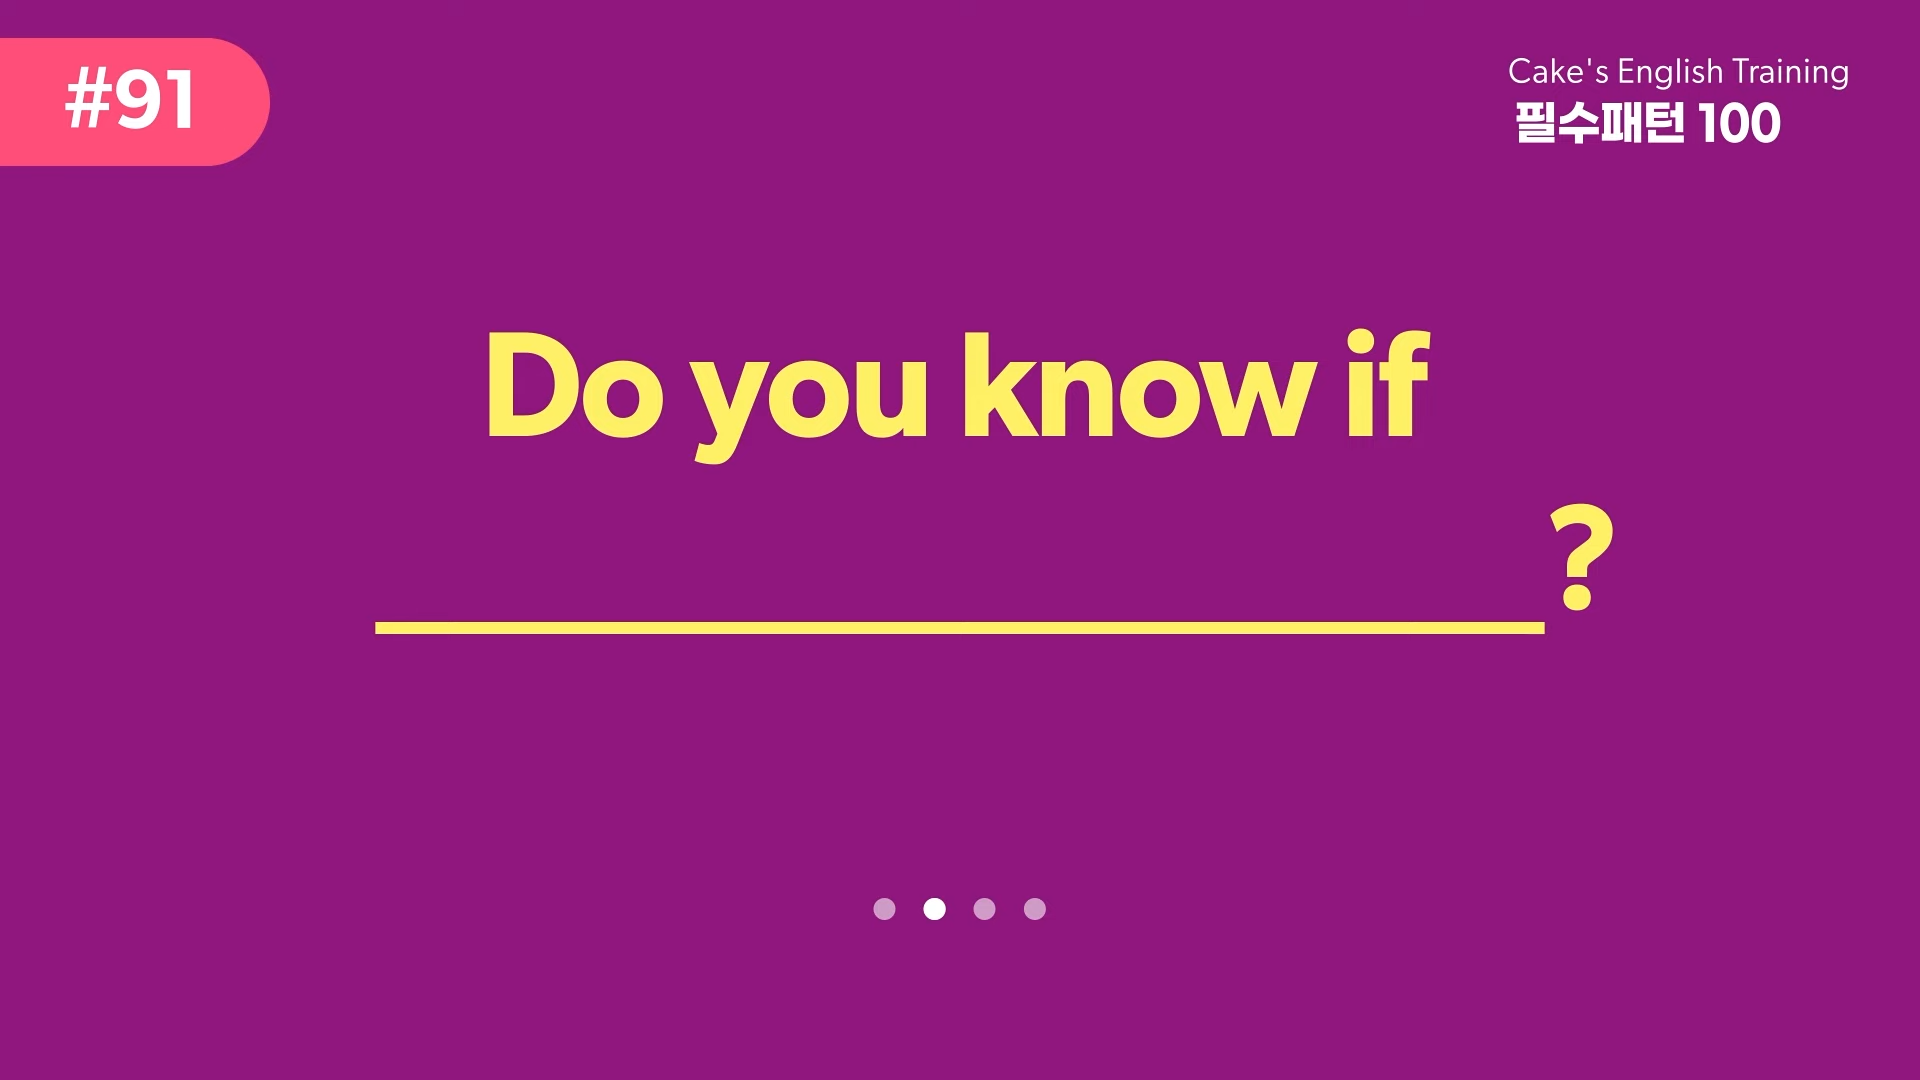 #91
Cake's English Training
필수패턴 100
Do you know if
?